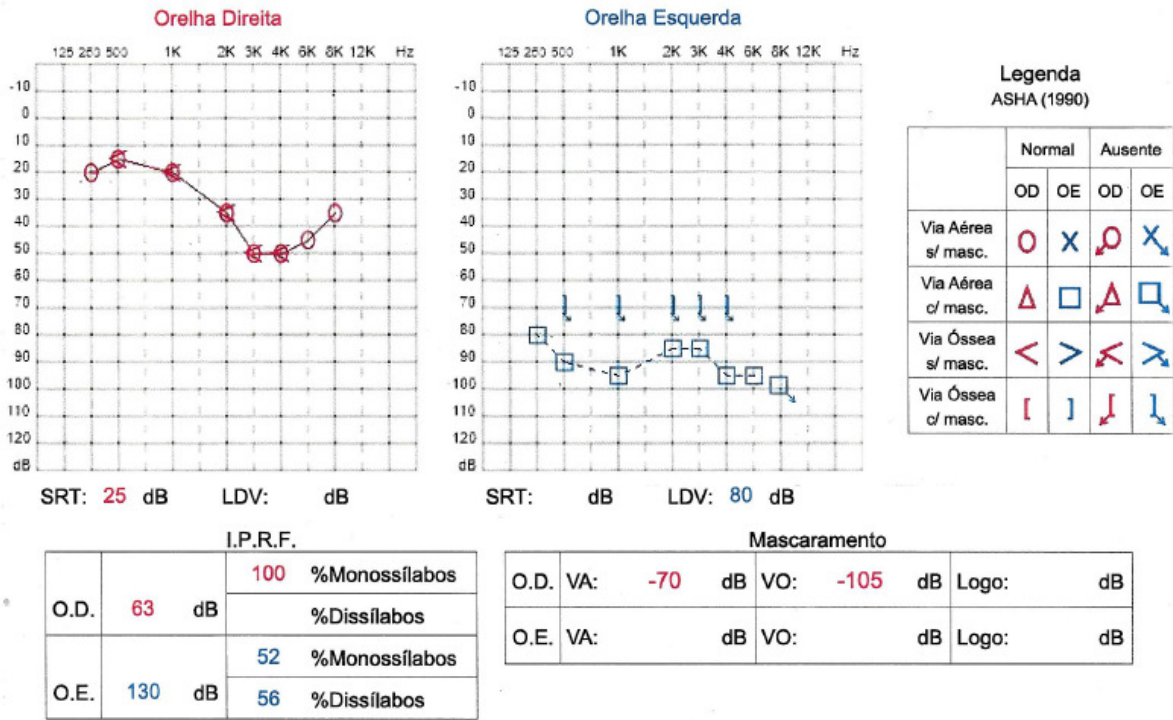 Orelha Direita
Orelha Esquerda
125 250 500 1K 2K 3K 4K 6K 8K 12K Hz
125 250 500 1K 2K 3K 4K 6K 8K 12K Hz
-10
0
10
20
30
40
50
60
70
80
90
100
110
120
dB
-10
0
10
20
30
40
50
60
70
80
90
100
110
120
dB
Legenda
ASHA (1990)
Normal Ausente
OD OE OD OE
Via Aérea
s/ masc.
Via Aérea
c/ masc.
Via Óssea
s/ masc.
Via Óssea
c/ masc.
SRT: 25 dB LDV: dB
SRT: dB LDV: 80 dB
I.P.R.F.
O.D. 63 dB
100 %Monossílabos
%Dissílabos
O.E. 130 dB
52 %Monossílabos
56 %Dissílabos
Mascaramento
O.D. VA: -70 dB VO: -105 dB Logo: dB
O.E. VA: dB VO: dB Logo: dB